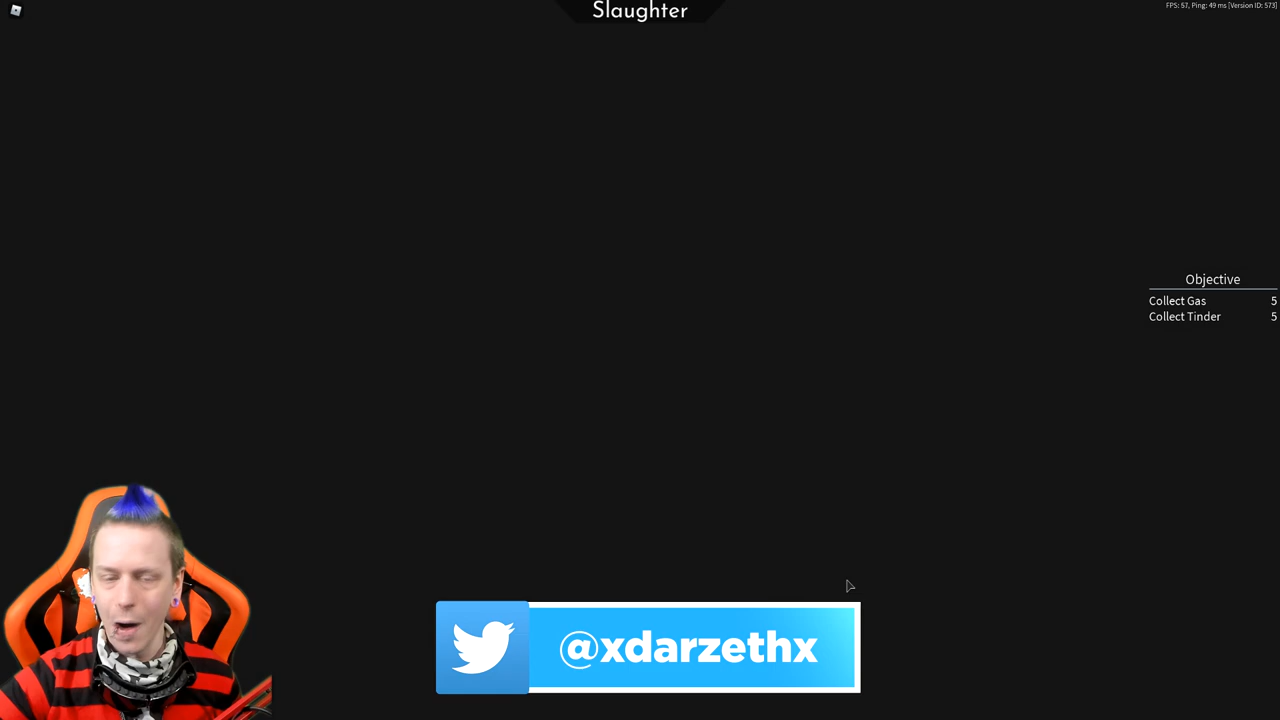 Slaughter
FPS: 57, Ping: 49 ms [Version ID: 573]
Objective
Collect Gas 5
Collect Tinder 5
@xdarzethx